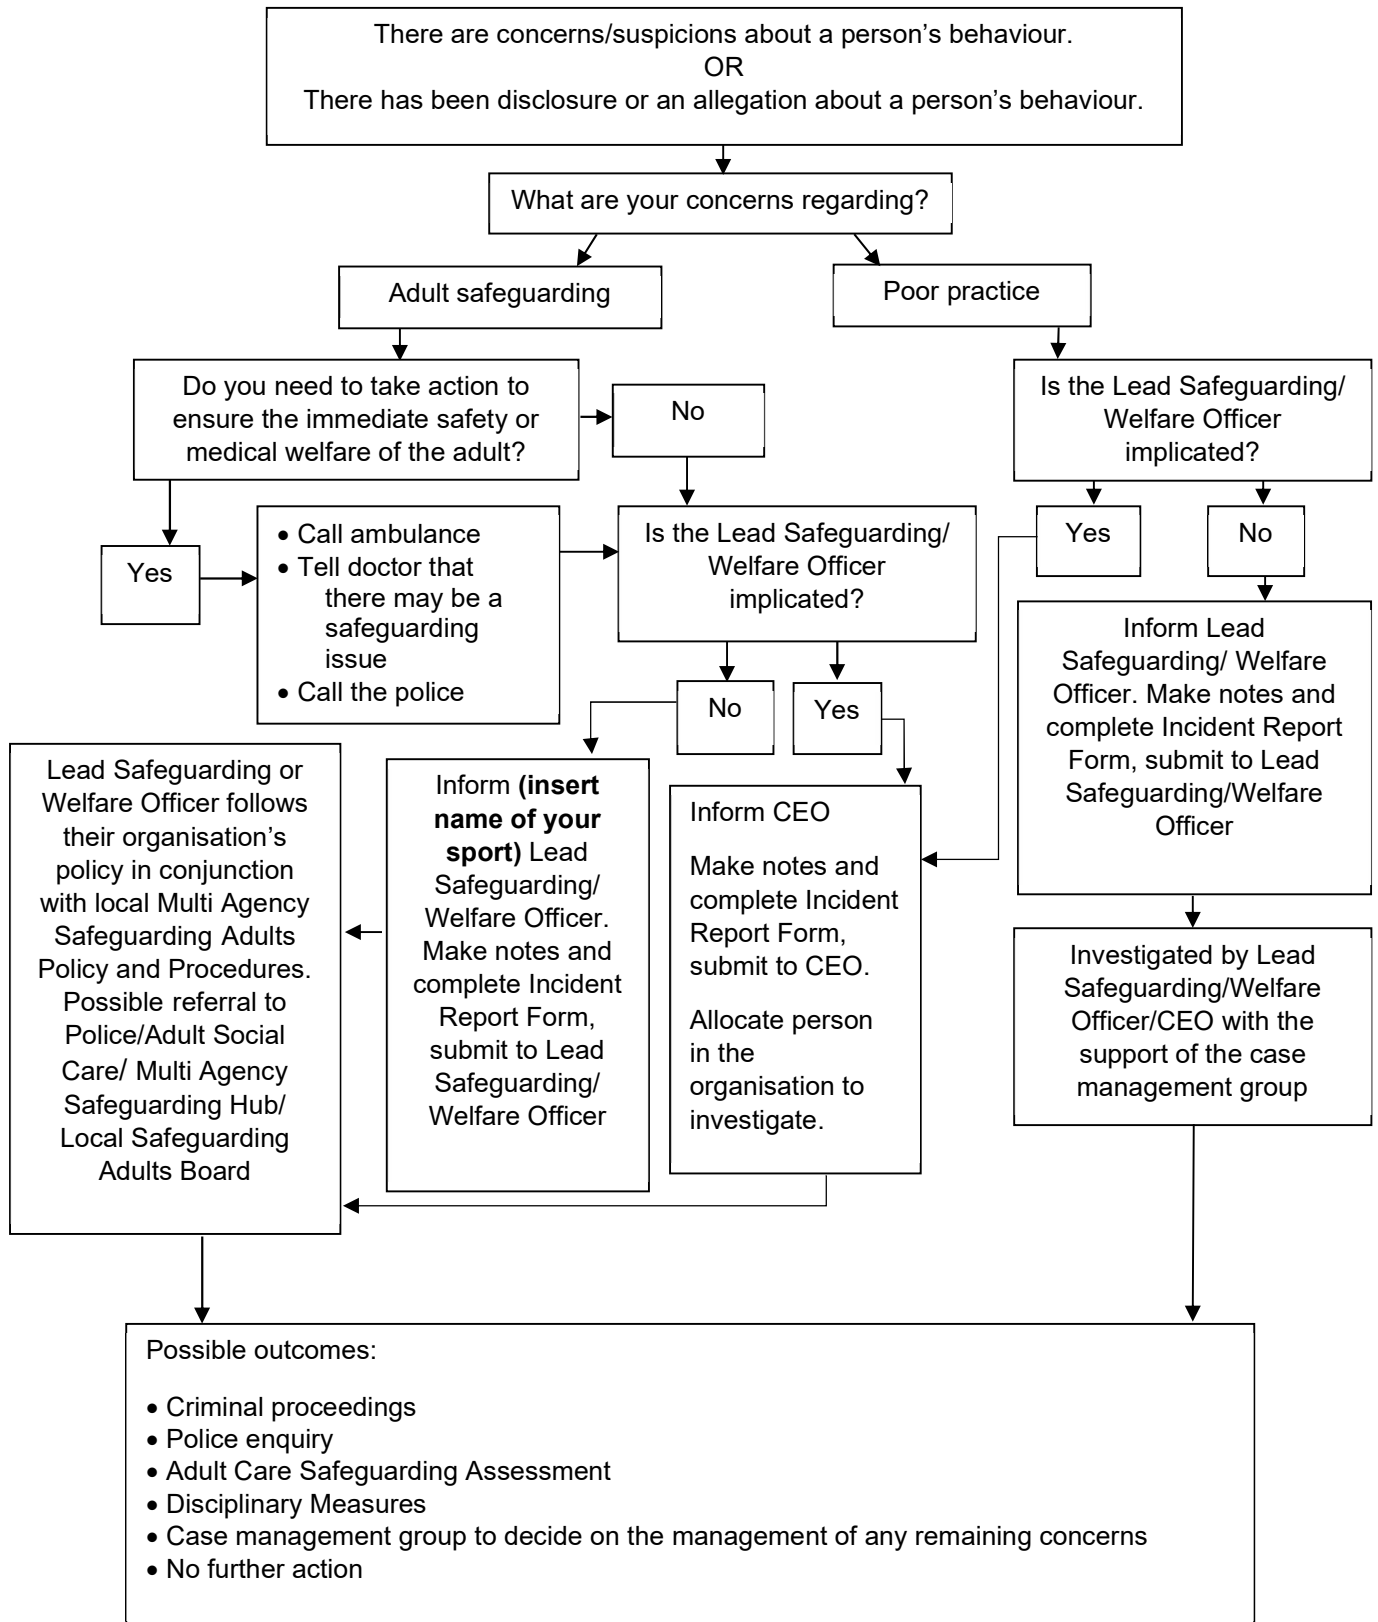 There are concerns/suspicions about a person’s behaviour.
OR
There has been disclosure or an allegation about a person’s behaviour.
What are your concerns regarding?
Adult safeguarding
Poor practice
Do you need to take action to
ensure the immediate safety or
medical welfare of the adult?
No
Is the Lead Safeguarding/
Welfare Officer
implicated?
Yes
• Call ambulance
• Tell doctor that
there may be a
safeguarding
issue
• Call the police
Is the Lead Safeguarding/
Welfare Officer
implicated?
Yes
No
No
Yes
Inform Lead
Safeguarding/ Welfare
Officer. Make notes and
complete Incident Report
Form, submit to Lead
Safeguarding/Welfare
Officer
Lead Safeguarding or
Welfare Officer follows
their organisation’s
policy in conjunction
with local Multi Agency
Safeguarding Adults
Policy and Procedures.
Possible referral to
Police/Adult Social
Care/ Multi Agency
Safeguarding Hub/
Local Safeguarding
Adults Board
Inform (insert
name of your
sport) Lead
Safeguarding/
Welfare Officer.
Make notes and
complete Incident
Report Form,
submit to Lead
Safeguarding/
Welfare Officer
Inform CEO
Make notes and
complete Incident
Report Form,
submit to CEO.
Allocate person
in the
organisation to
investigate.
Investigated by Lead
Safeguarding/Welfare
Officer/CEO with the
support of the case
management group
Possible outcomes:
• Criminal proceedings
• Police enquiry
• Adult Care Safeguarding Assessment
• Disciplinary Measures
• Case management group to decide on the management of any remaining concerns
• No further action